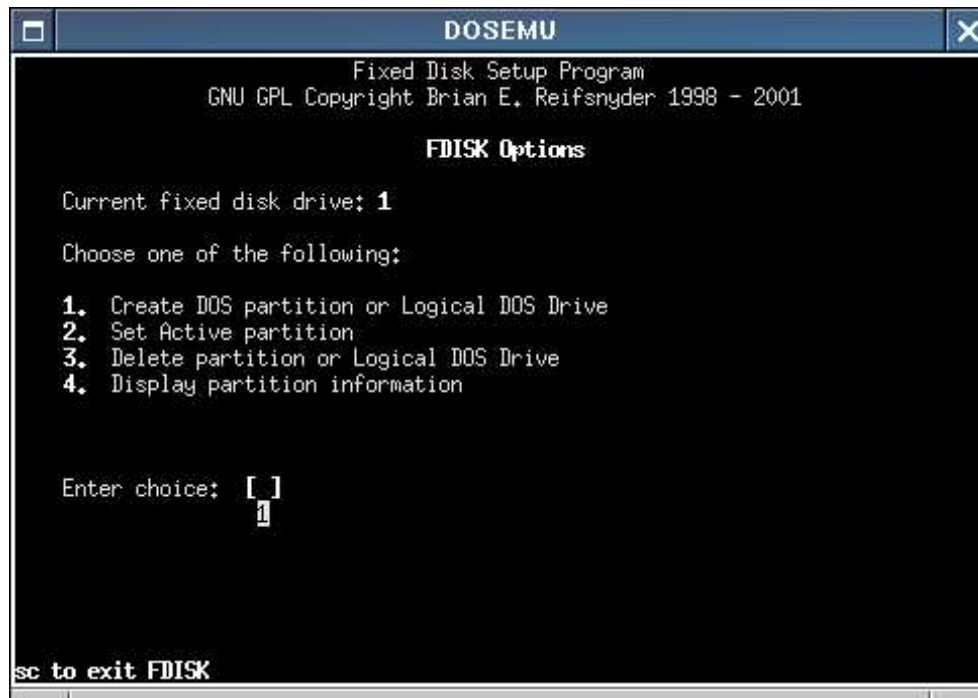 DOSEMU
Fixed Disk Setup Program
GNU GPL Copyright Brian E. Reifsnyder 1998 - 2001
FDISK Options
Current fixed disk drive: 1
Choose one of the following:
1. Create DOS partition or Logical DOS Drive
2. Set Active partition
3. Delete partition or Logical DOS Drive
4. Display partition information
Enter choice: [ ]
1
sc to exit FDISK